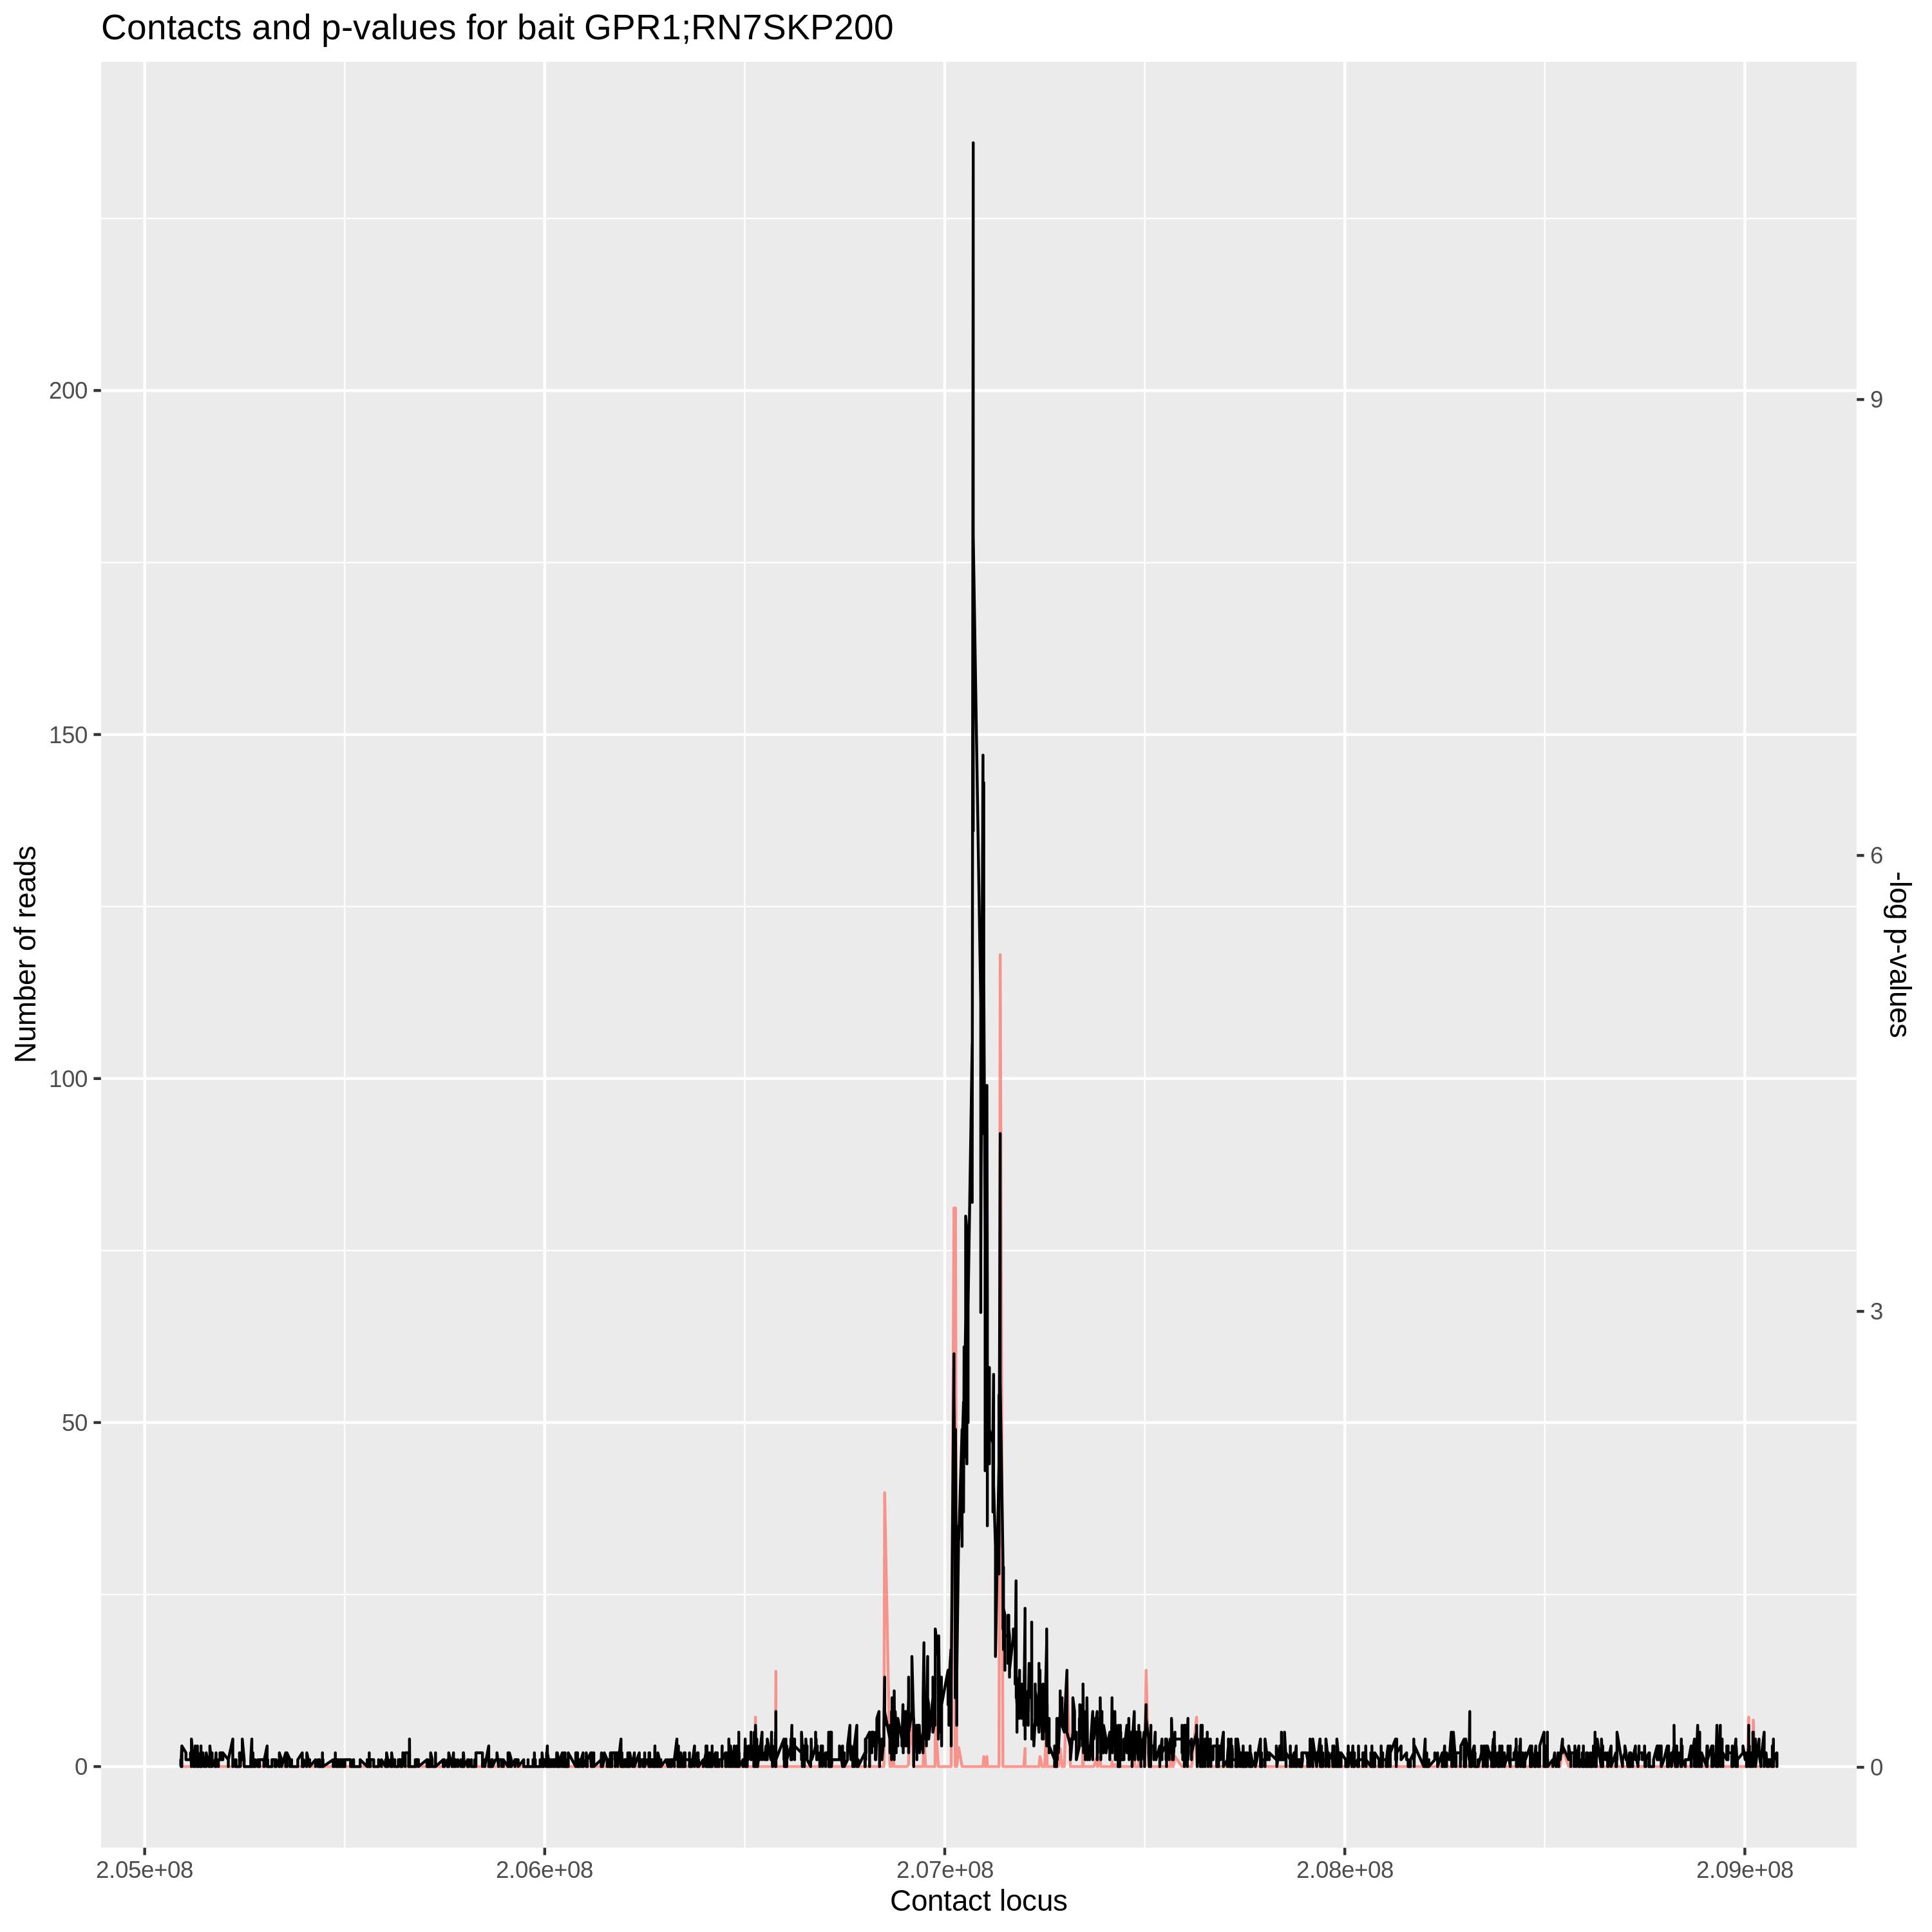 Contacts and p-values for bait GPR1;RN7SKP200
Number of reads
200
150
100
50
0
9
6
3
0
-log p-values
2.05e+08
2.06e+08
2.07e+08
2.08e+08
2.09e+08
Contact locus